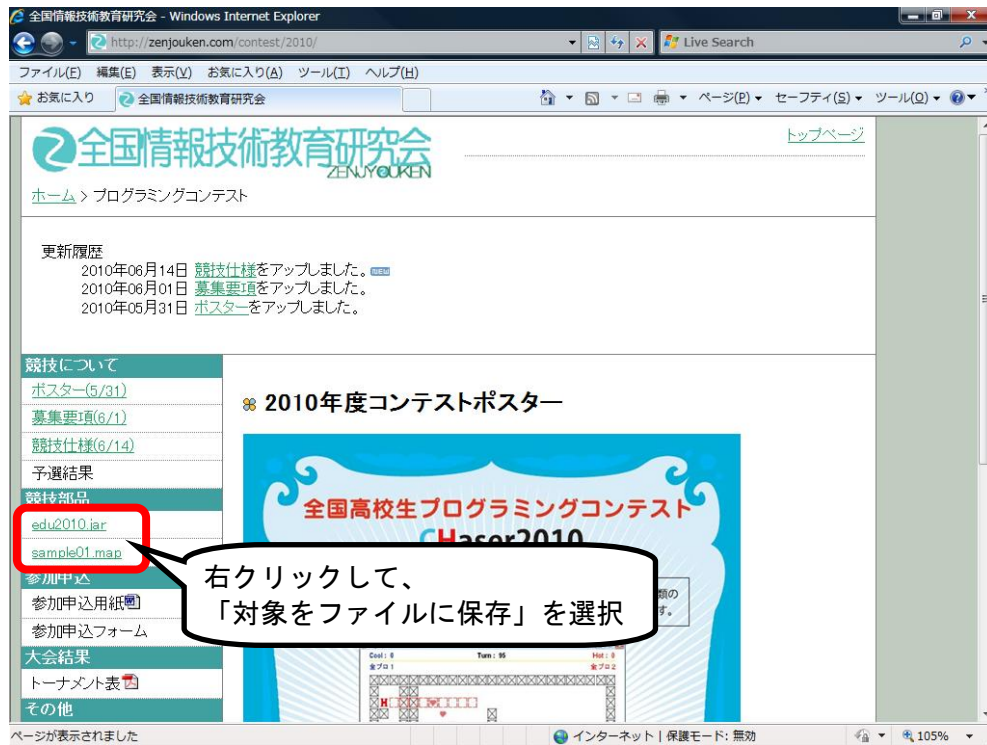 全国情報技術教育研究会 - Windows Internet Explorer
http://zenjouken.com/contest/2010/
Live Search
ファイル(F) 編集(E) 表示(V) お気に入り(A) ツール(T) ヘルプ(H)
お気に入り 全国情報技術教育研究会 ページ(P) セーフティ(S) ツール(O)
全国情報技術教育研究会
ZENJYOUKEN
トップページ
ホーム > プログラミングコンテスト
更新履歴
2010年06月14日 競技仕様をアップしました。NEW
2010年06月01日 募集要項をアップしました。
2010年05月31日 ポスターをアップしました。
競技について
ポスター(5/31)
募集要項(6/1)
競技仕様(6/14)
予選結果
競技部品
edu2010.jar
sample01.map
参加申込
参加申込用紙
参加申込フォーム
大会結果
トーナメント表
その他
2010年度コンテストポスター
全国高校生プログラミングコンテスト
CHaser2010
類の
す。
右クリックして、
「対象をファイルに保存」を選択
Cool : 0 Turn : 95 Hot : 0
全プロ1 全プロ2
H
ページが表示されました インターネット | 保護モード: 無効 105%